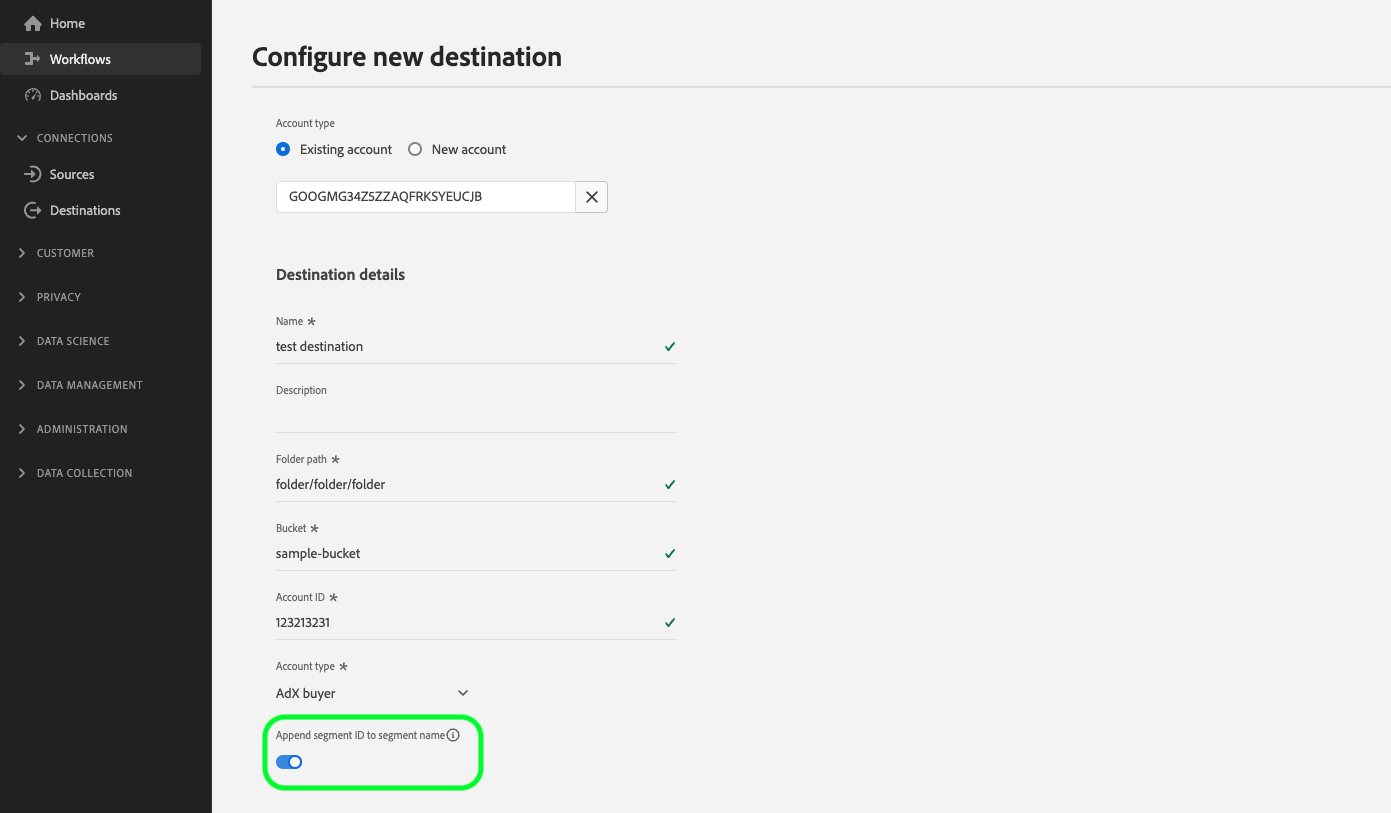 Home
Workflows
Dashboards
CONNECTIONS
Sources
Destinations
CUSTOMER
PRIVACY
DATA SCIENCE
DATA MANAGEMENT
ADMINISTRATION
DATA COLLECTION
Configure new destination
Account type
Existing account New account
GOOGMG34Z5ZZAQFRKSYEUCJB
Destination details
Name *
test destination
Description
Folder path *
folder/folder/folder
Bucket *
sample-bucket
Account ID *
123213231
Account type *
AdX buyer
Append segment ID to segment name